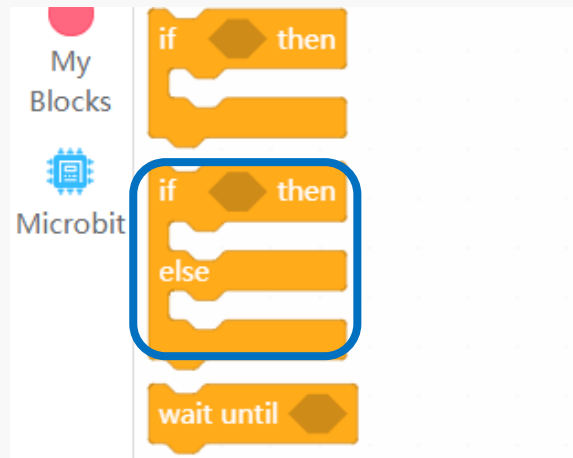 My
Blocks
Microbit
if then
if then
else
wait until